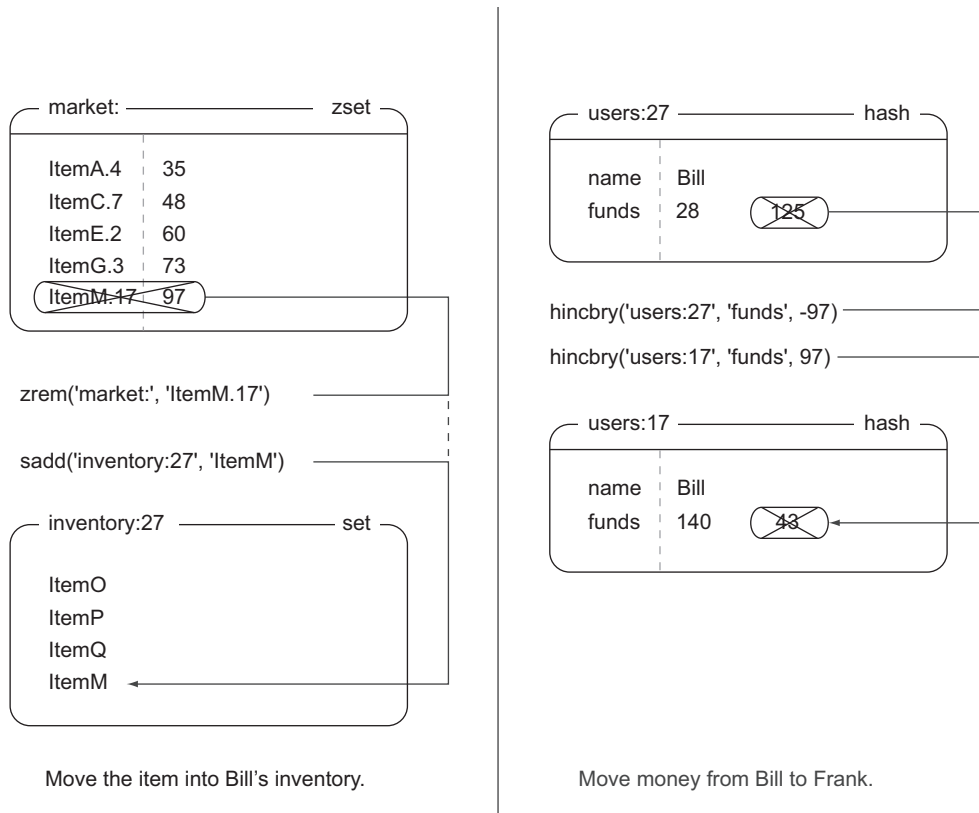 market: zset
ItemA.4 35
ItemC.7 48
ItemE.2 60
ItemG.3 73
ItemM.17 97
zrem('market:', 'ItemM.17')
sadd('inventory:27', 'ItemM')
inventory:27 set
ItemO
ItemP
ItemQ
ItemM
Move the item into Bill's inventory.
users:27 hash
name Bill
funds 28 125
hincbry('users:27', 'funds', -97)
hincbry('users:17', 'funds', 97)
users:17 hash
name Bill
funds 140 43
Move money from Bill to Frank.